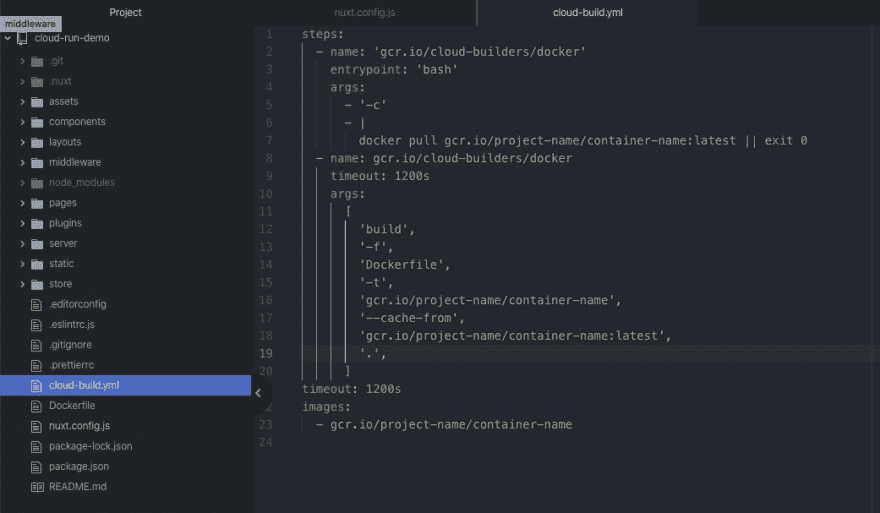 Project
nuxt.config.js
cloud-build.yml
middleware
cloud-run-demo
.git
.nuxt
assets
components
layouts
middleware
node_modules
pages
plugins
server
static
store
.editorconfig
.eslintrc.js
.gitignore
.prettierrc
cloud-build.yml
Dockerfile
nuxt.config.js
package-lock.json
package.json
README.md
1 steps:
2 - name: 'gcr.io/cloud-builders/docker'
3 entrypoint: 'bash'
4 args:
5 - '-c'
6 - |
7 docker pull gcr.io/project-name/container-name:latest || exit 0
8 - name: gcr.io/cloud-builders/docker
9 timeout: 1200s
10 args:
11 [
12 'build',
13 '-f',
14 'Dockerfile',
15 '-t',
16 'gcr.io/project-name/container-name',
17 '--cache-from',
18 'gcr.io/project-name/container-name:latest',
19 '.',
20 ]
timeout: 1200s
2 images:
23 - gcr.io/project-name/container-name
24